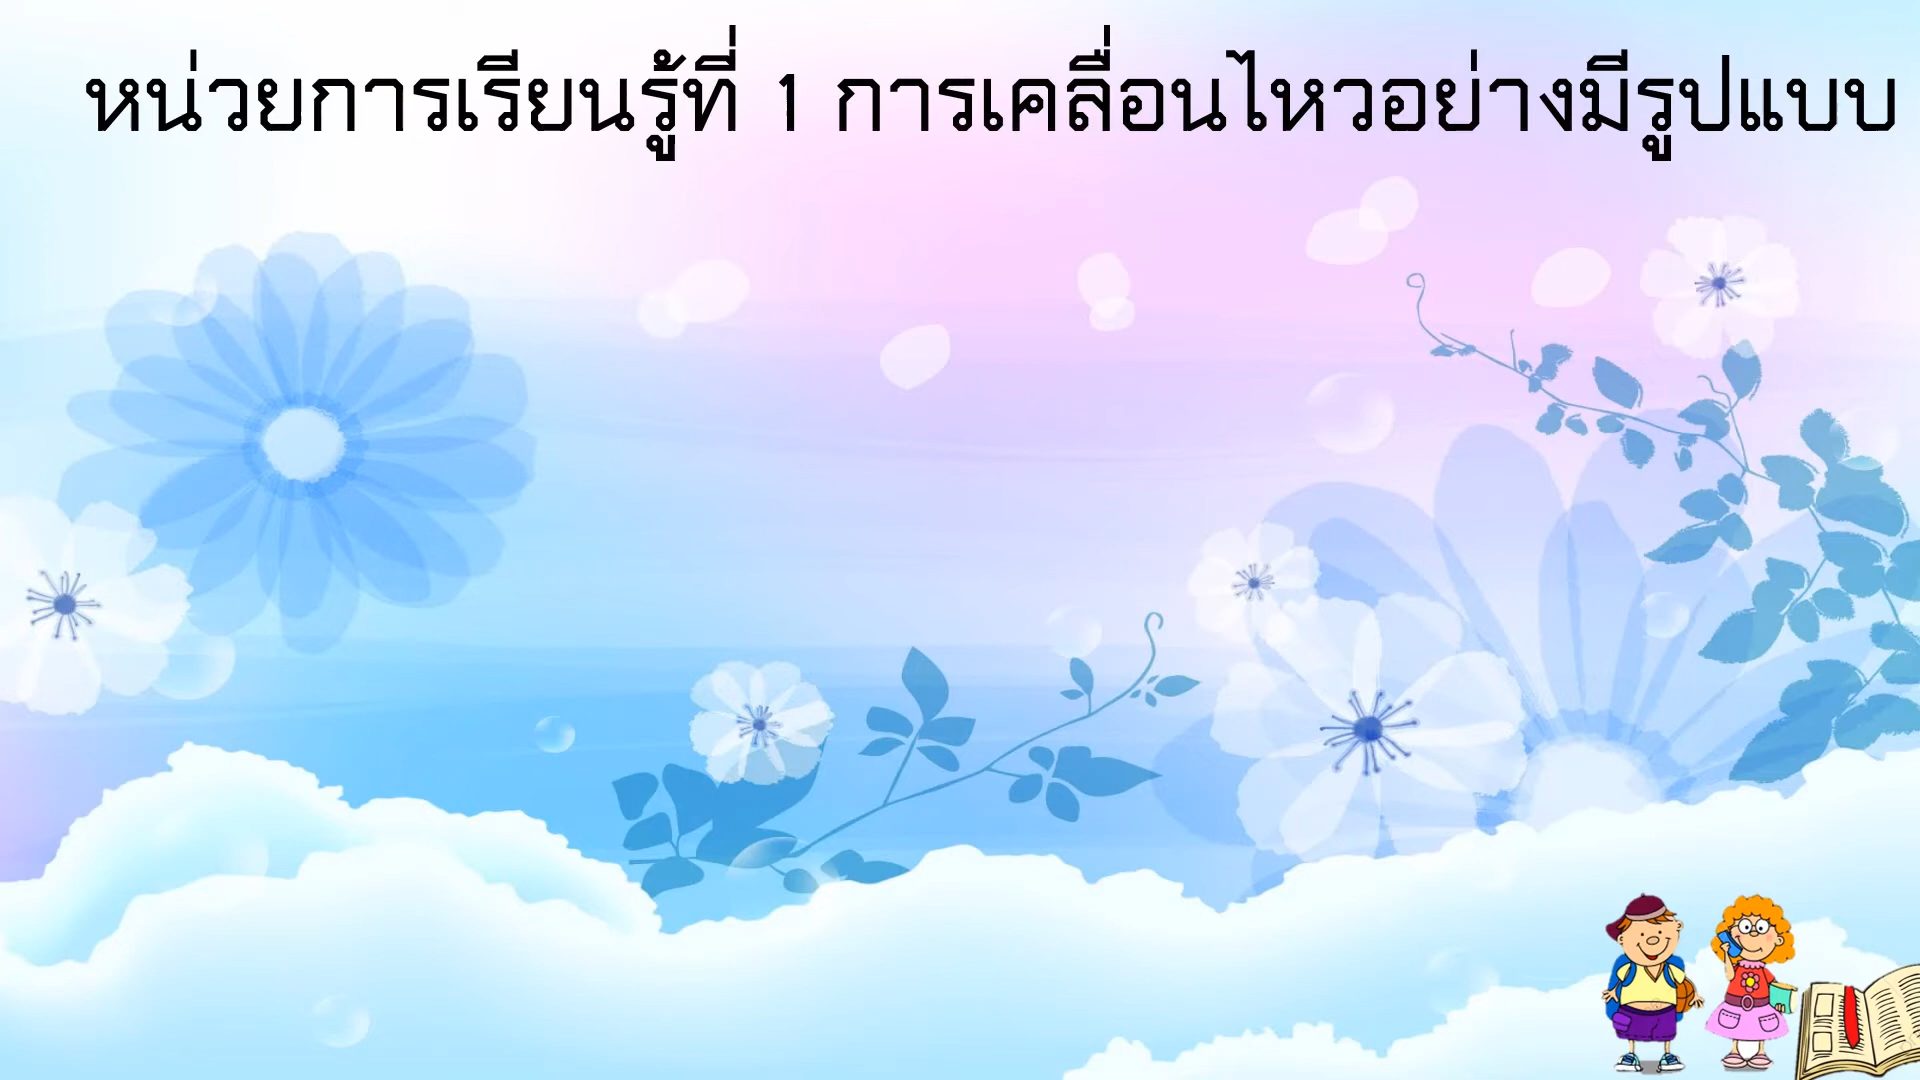 หน่วยการเรียนรู้ที่ 1 การเคลื่อนไหวอย่างมีรูปแบบ